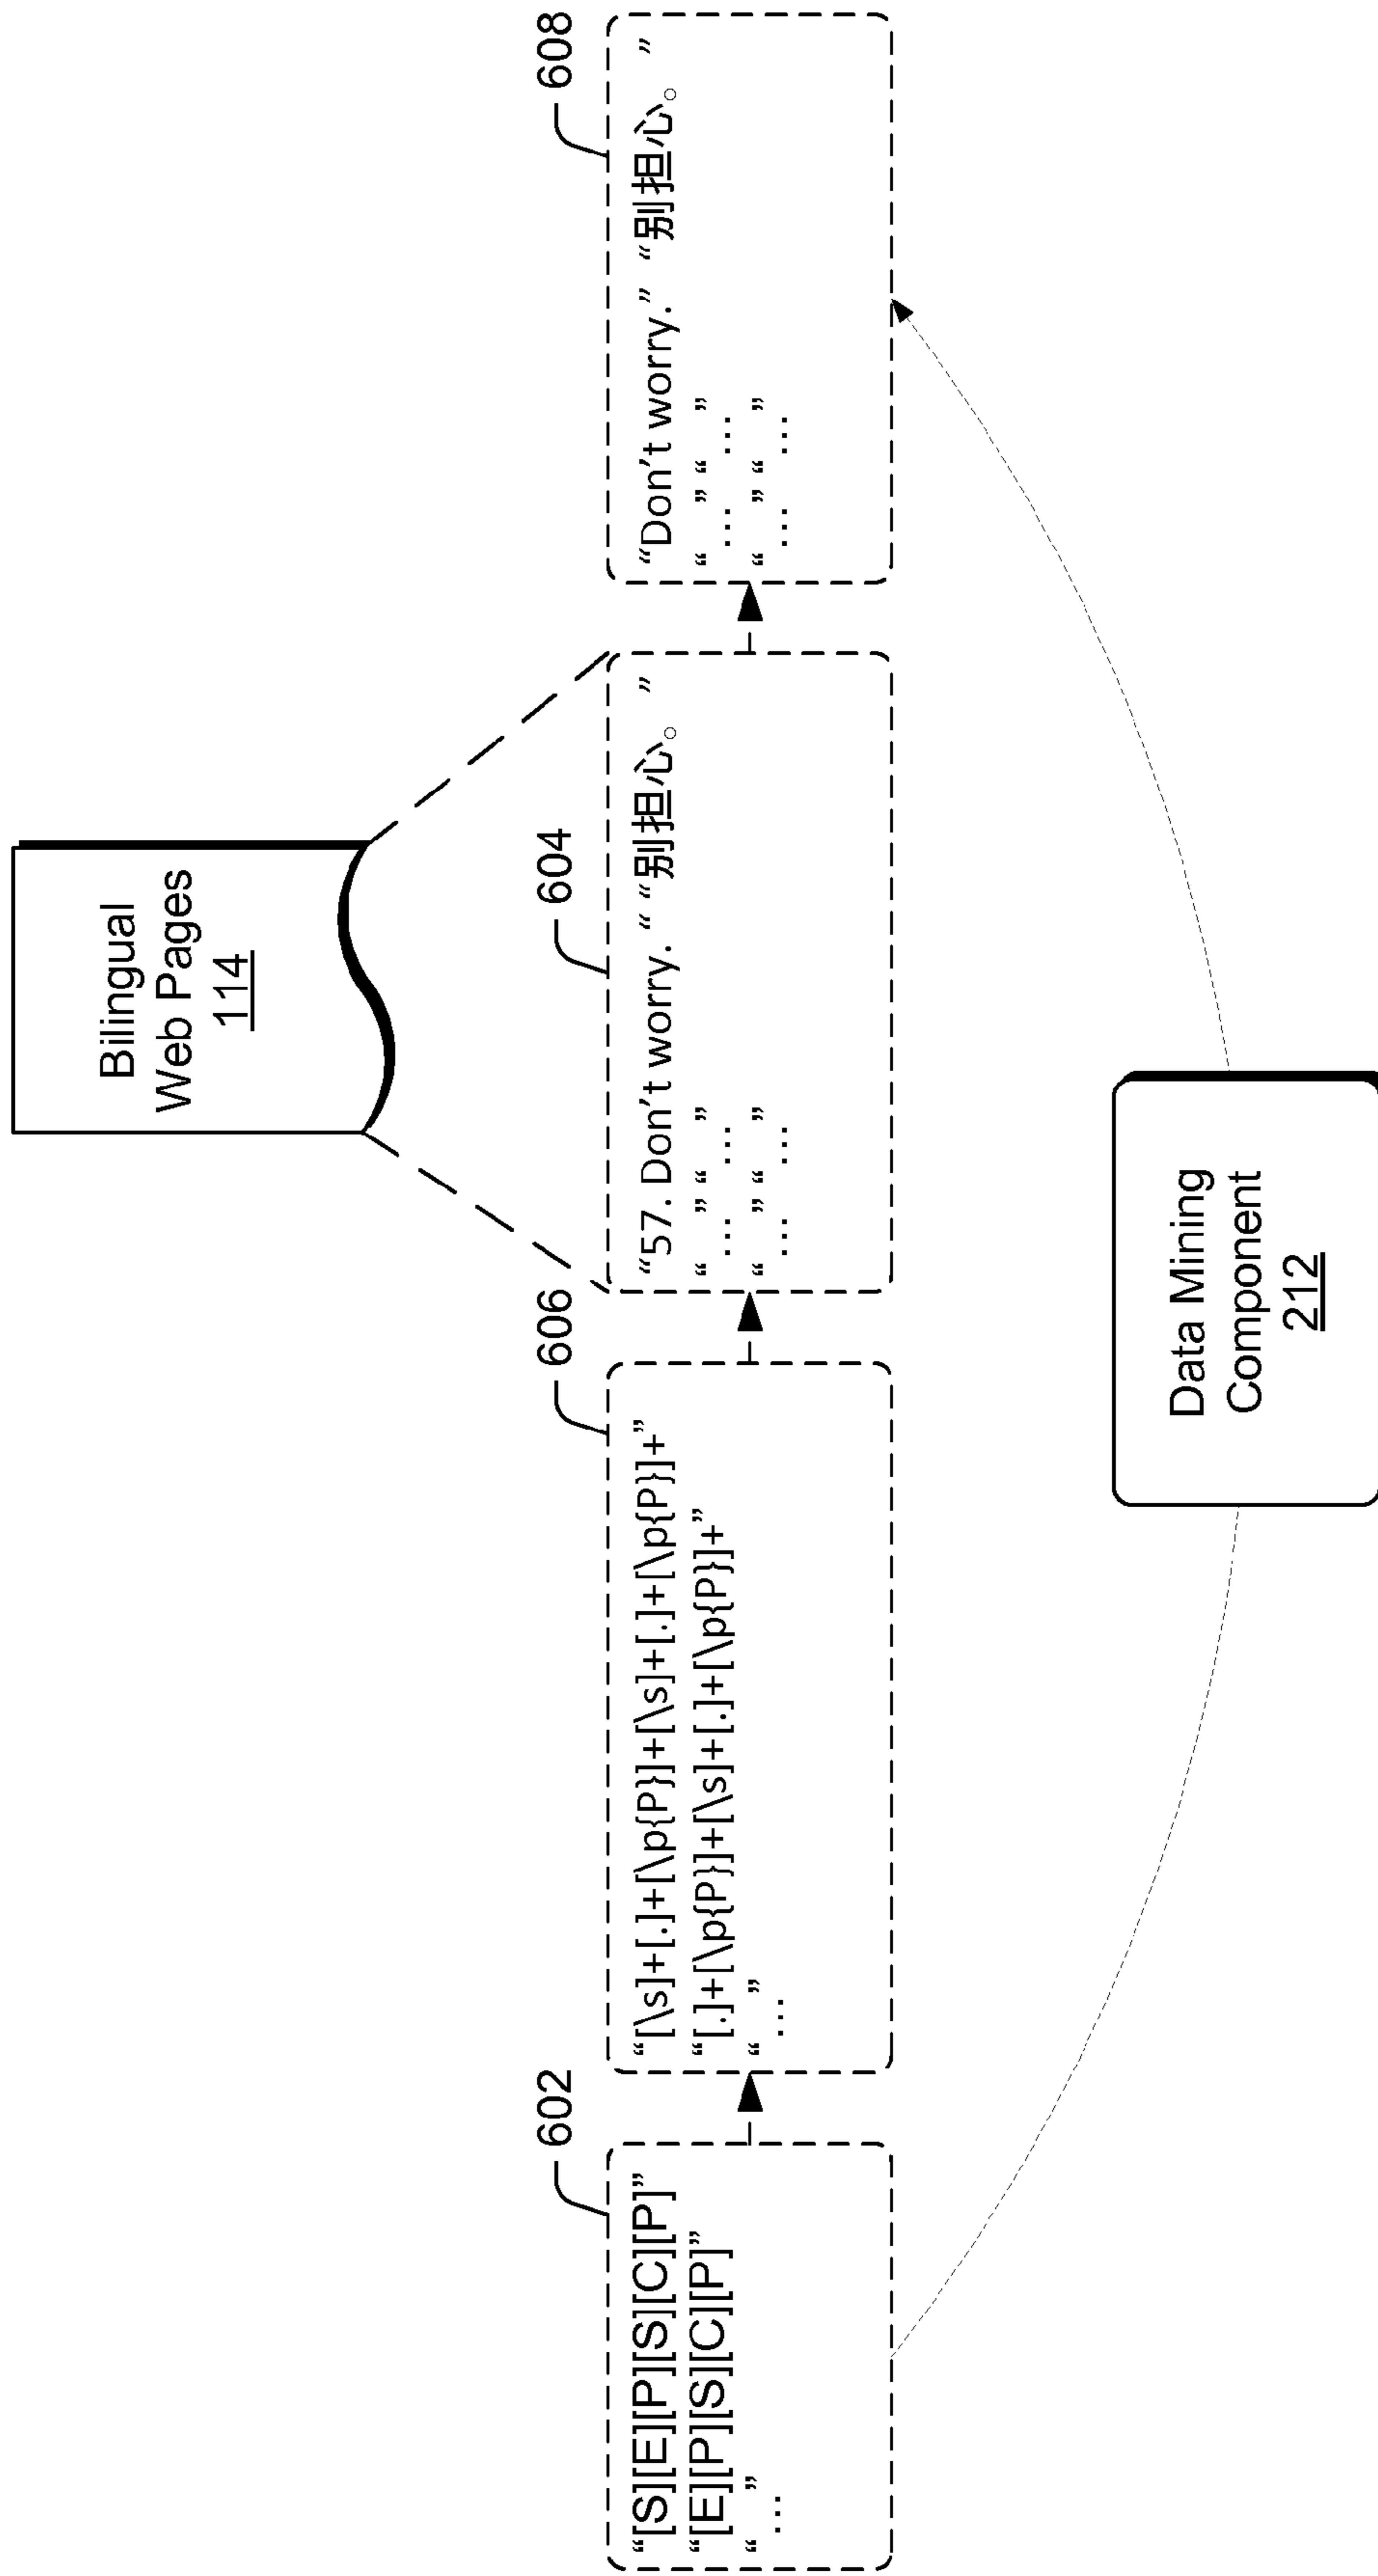 Bilingual
Web Pages
114
602
“[S][E][P][S][C][P]”
“[E][P][S][C][P]”
“ … ”
606
“[\s]+[.]+[\p{P}]+[\s]+[.]+[\p{P}]+”
“[.]+[\p{P}]+[\s]+[.]+[\p{P}]+”
“ … ”
604
“57. Don’t worry. “ “别担心。 ”
“ … ” “ … ”
“ … ” “ … ”
608
“Don’t worry.” “别担心。 ”
“ … ” “ … ”
“ … ” “ … ”
Data Mining
Component
212